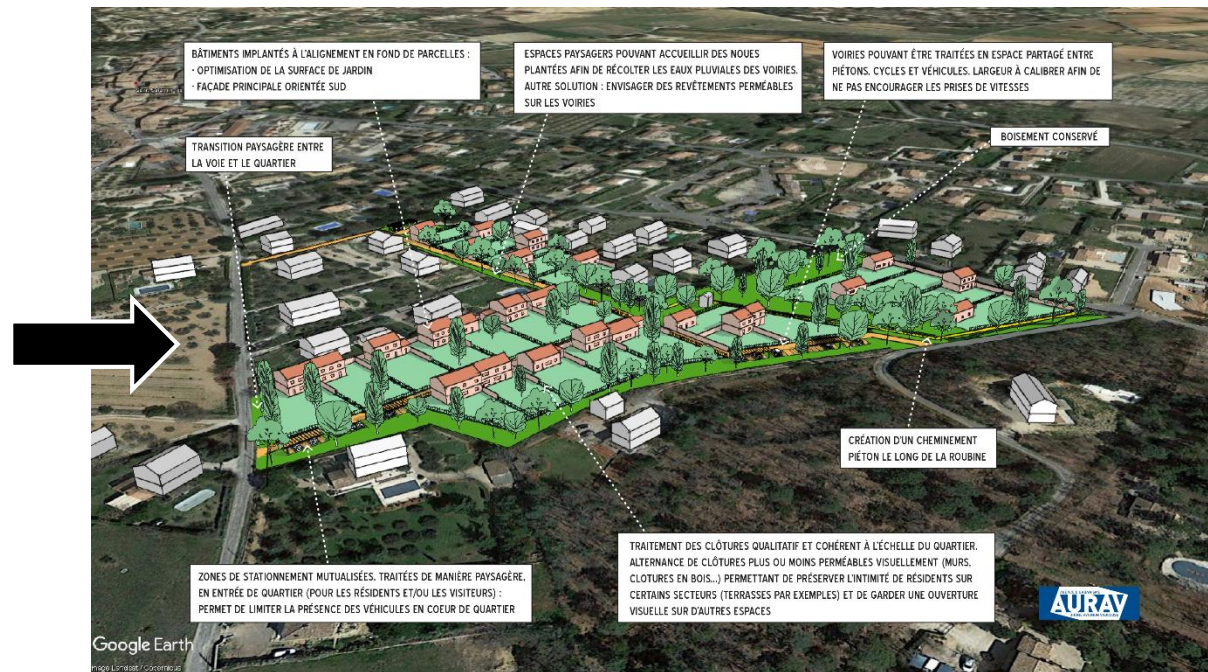 BÂTIMENTS IMPLANTÉS À L'ALIGNEMENT EN FOND DE PARCELLES :
· OPTIMISATION DE LA SURFACE DE JARDIN
· FAÇADE PRINCIPALE ORIENTÉE SUD
ESPACES PAYSAGERS POUVANT ACCUEILLIR DES NOUES
PLANTÉES AFIN DE RÉCOLTER LES EAUX PLUVIALES DES VOIRIES.
AUTRE SOLUTION : ENVISAGER DES REVÊTEMENTS PERMÉABLES
SUR LES VOIRIES
VOIRIES POUVANT ÊTRE TRAITÉES EN ESPACE PARTAGÉ ENTRE
PIÉTONS, CYCLES ET VÉHICULES. LARGEUR À CALIBRER AFIN DE
NE PAS ENCOURAGER LES PRISES DE VITESSES
TRANSITION PAYSAGÈRE ENTRE
LA VOIE ET LE QUARTIER
BOISEMENT CONSERVÉ
CRÉATION D'UN CHEMINEMENT
PIÉTON LE LONG DE LA ROUBINE
ZONES DE STATIONNEMENT MUTUALISÉES, TRAITÉES DE MANIÈRE PAYSAGÈRE,
EN ENTRÉE DE QUARTIER (POUR LES RÉSIDENTS ET/OU LES VISITEURS) :
PERMET DE LIMITER LA PRÉSENCE DES VÉHICULES EN COEUR DE QUARTIER
TRAITEMENT DES CLÔTURES QUALITATIF ET COHÉRENT À L'ÉCHELLE DU QUARTIER.
ALTERNANCE DE CLÔTURES PLUS OU MOINS PERMÉABLES VISUELLEMENT (MURS,
CLOTURES EN BOIS...) PERMETTANT DE PRÉSERVER L'INTIMITÉ DE RÉSIDENTS SUR
CERTAINS SECTEURS (TERRASSES PAR EXEMPLES) ET DE GARDER UNE OUVERTURE
VISUELLE SUR D'AUTRES ESPACES
AURAV
Google Earth
Image Landsat / Copernicus